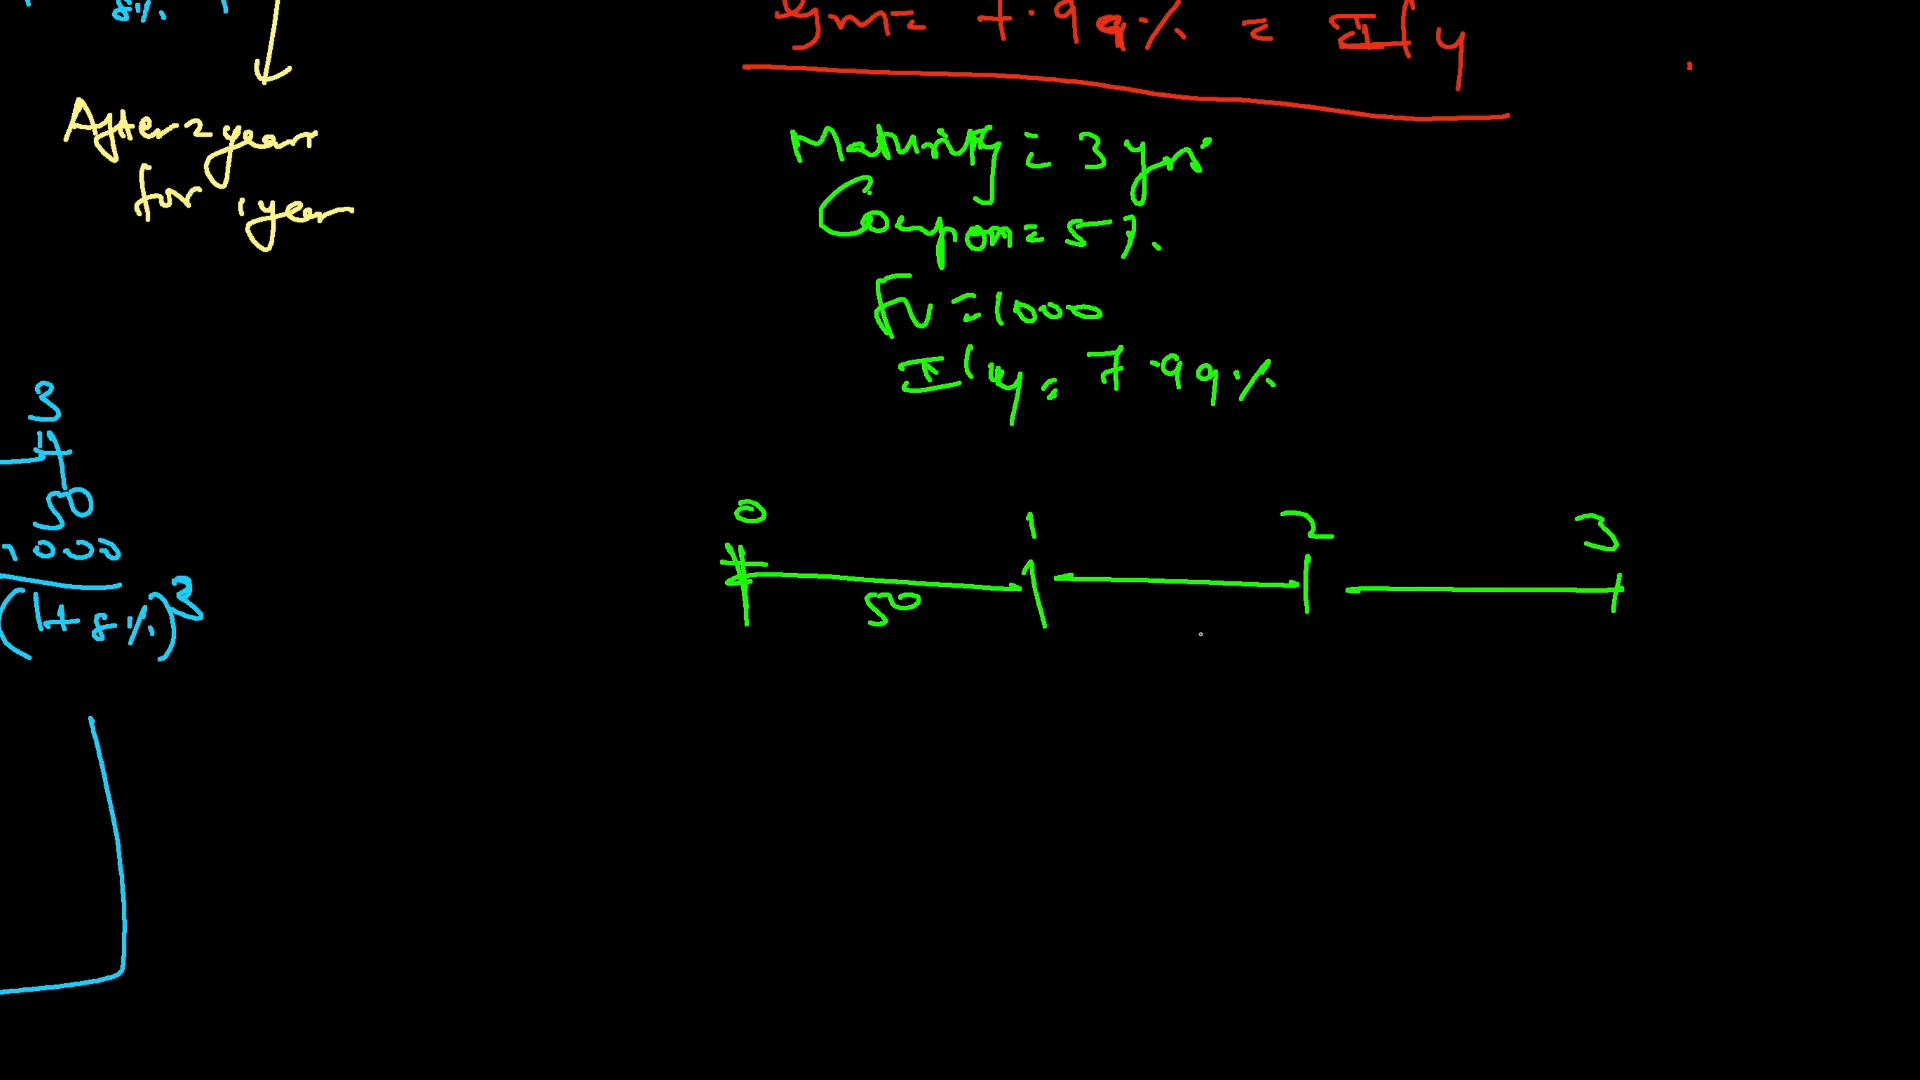 8%
Ytm = 7.99% = I/y
After 2 years
for 1 year
Maturity = 3 yrs
Coupon = 5%.
Fv = 1000
I/y = 7.99%
3
50
1000
(1+8%)³
0 1 2 3
50